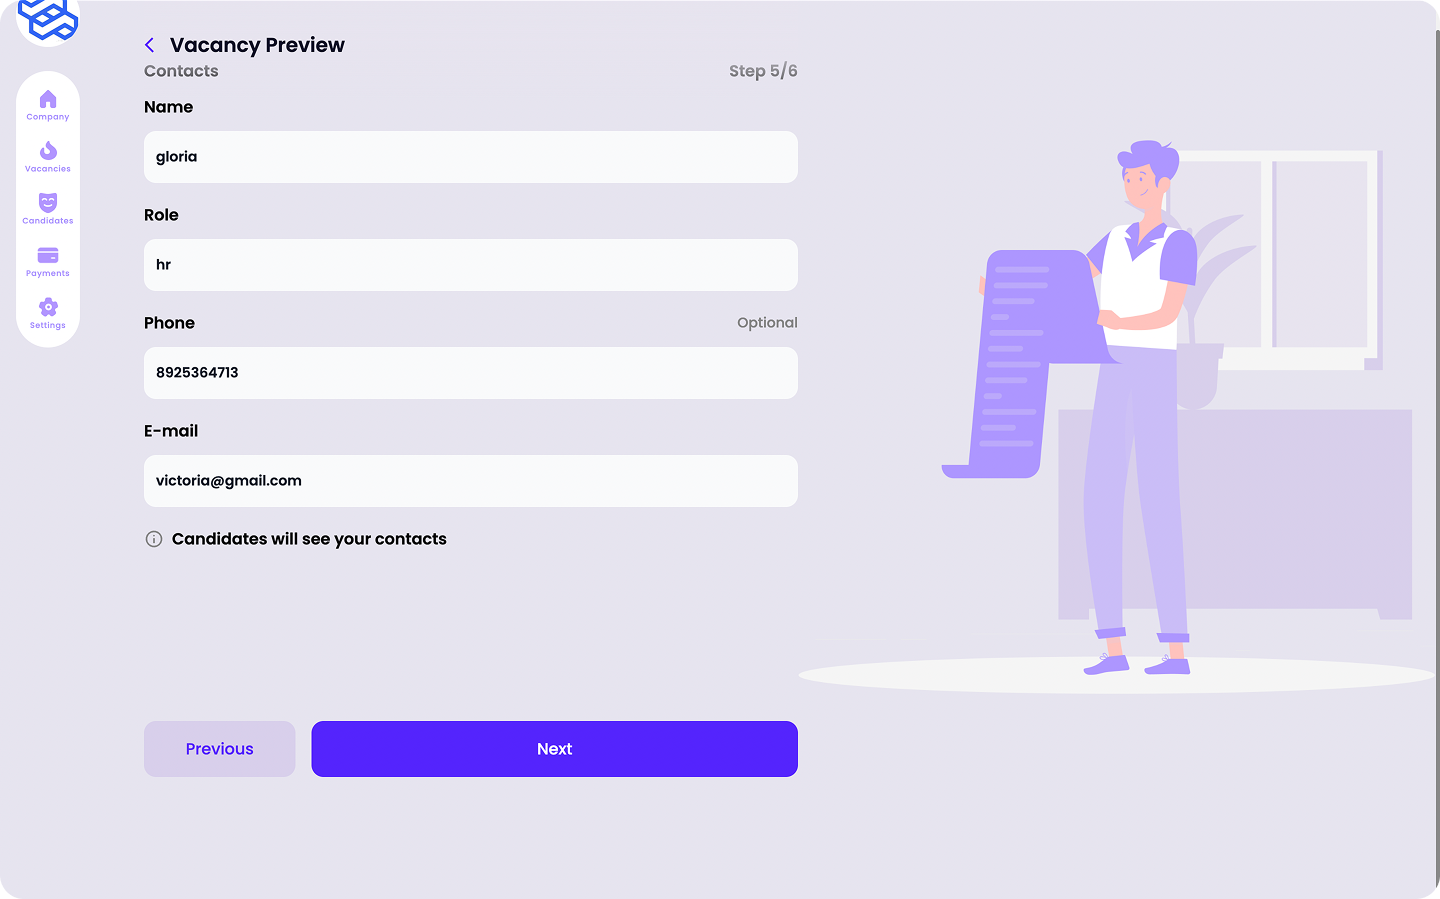 Vacancy Preview
Contacts
Step 5/6
Name
gloria
Role
hr
Phone
Optional
8925364713
E-mail
victoria@gmail.com
Candidates will see your contacts
Previous
Next
Company
Vacancies
Candidates
Payments
Settings